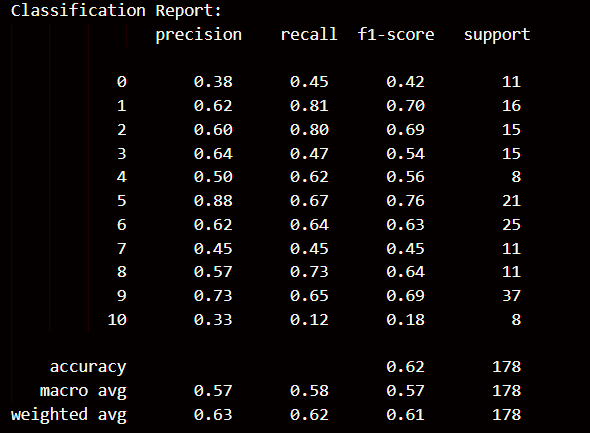 Classification Report:
precision recall f1-score support
0 0.38 0.45 0.42 11
1 0.62 0.81 0.70 16
2 0.60 0.80 0.69 15
3 0.64 0.47 0.54 15
4 0.50 0.62 0.56 8
5 0.88 0.67 0.76 21
6 0.62 0.64 0.63 25
7 0.45 0.45 0.45 11
8 0.57 0.73 0.64 11
9 0.73 0.65 0.69 37
10 0.33 0.12 0.18 8
accuracy 0.62 178
macro avg 0.57 0.58 0.57 178
weighted avg 0.63 0.62 0.61 178